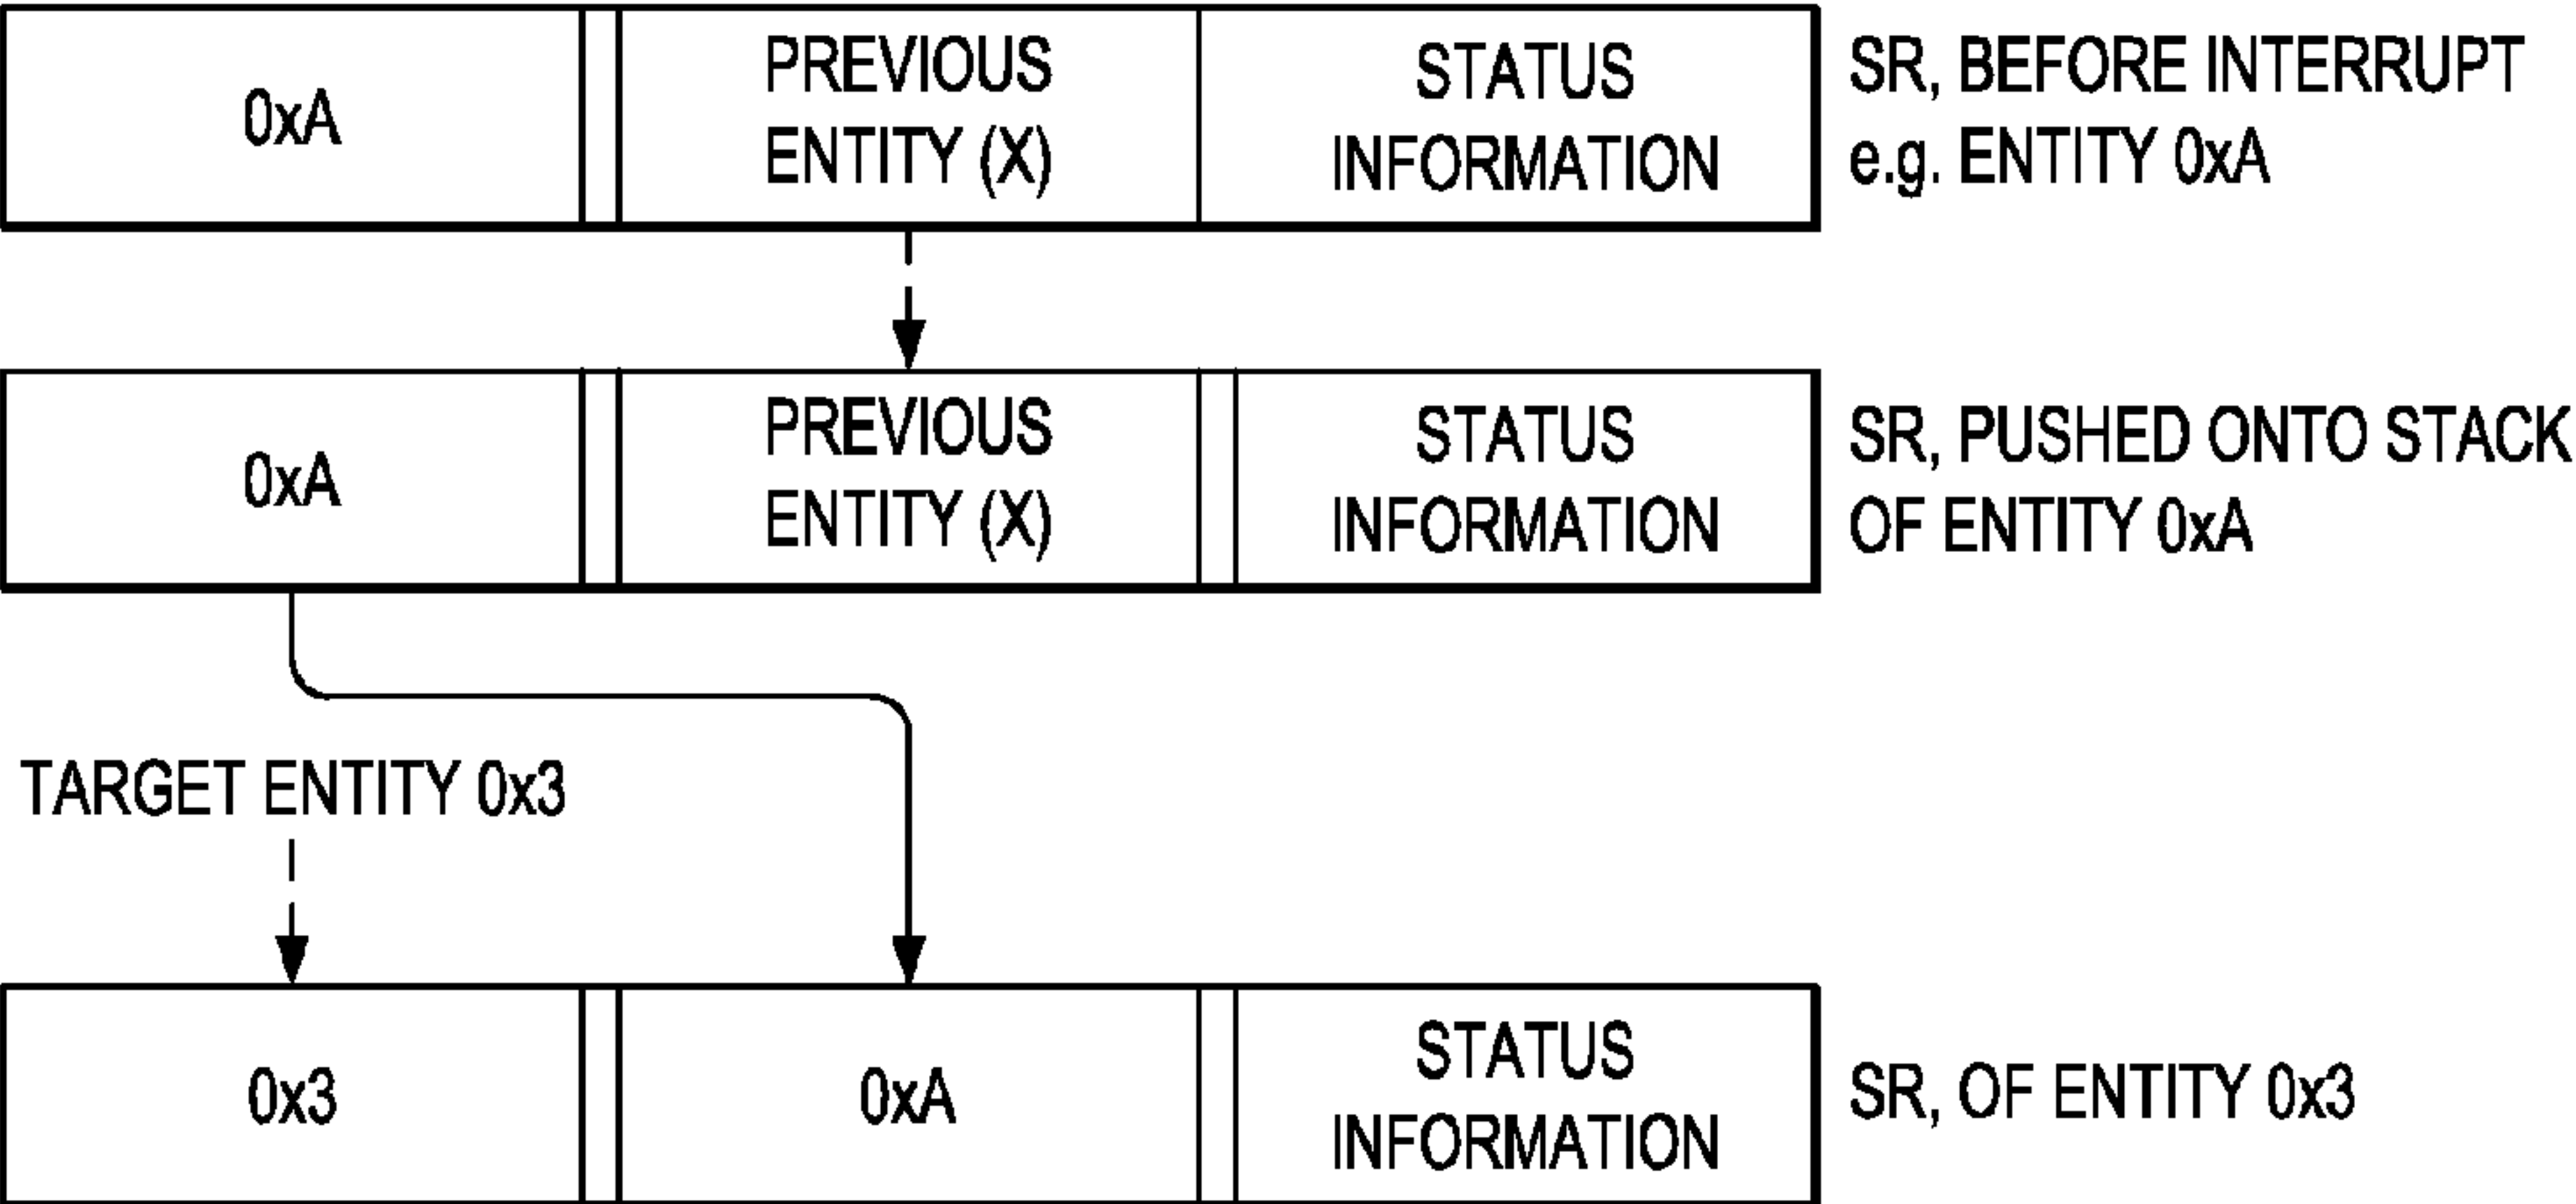 0xA
PREVIOUS
ENTITY (X)
STATUS
INFORMATION
SR, BEFORE INTERRUPT
e.g. ENTITY 0xA
0xA
PREVIOUS
ENTITY (X)
STATUS
INFORMATION
SR, PUSHED ONTO STACK
OF ENTITY 0xA
TARGET ENTITY 0x3
0x3
0xA
STATUS
INFORMATION
SR, OF ENTITY 0x3